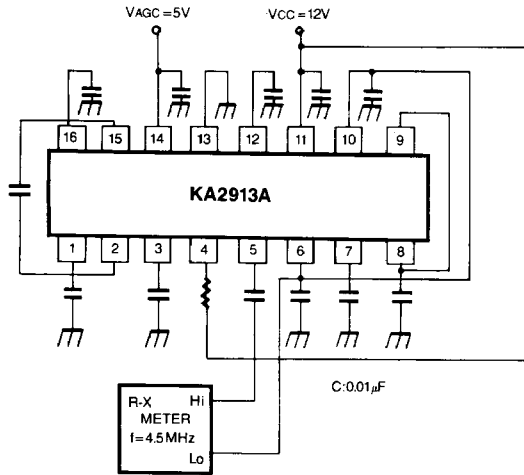 VAGC=5V
VCC=12V
16 15 14 13 12 11 10 9
KA2913A
1 2 3 4 5 6 7 8
C:0.01μF
R-X Hi
METER
f=4.5MHz
Lo